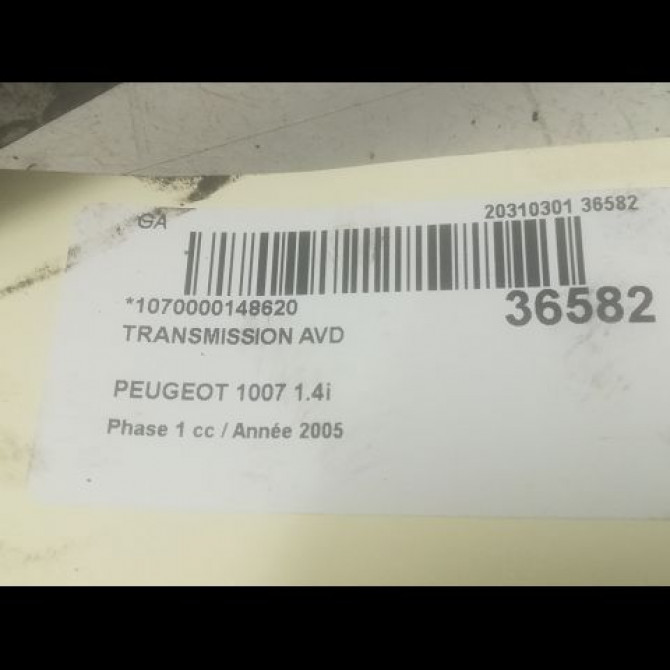 GA
20310301 36582
*1070000148620
36582
TRANSMISSION AVD
PEUGEOT 1007 1.4i
Phase 1 cc / Année 2005